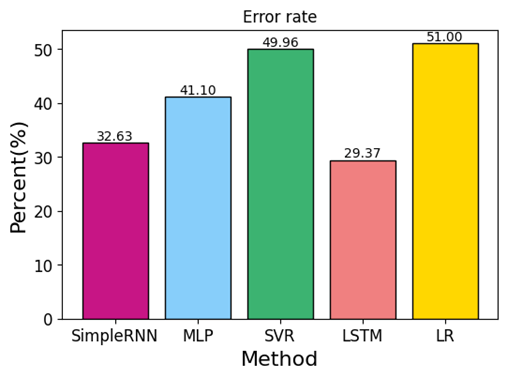 Error rate
Percent(%)
50
40
30
20
10
0
32.63
41.10
49.96
29.37
51.00
SimpleRNN MLP SVR LSTM LR
Method